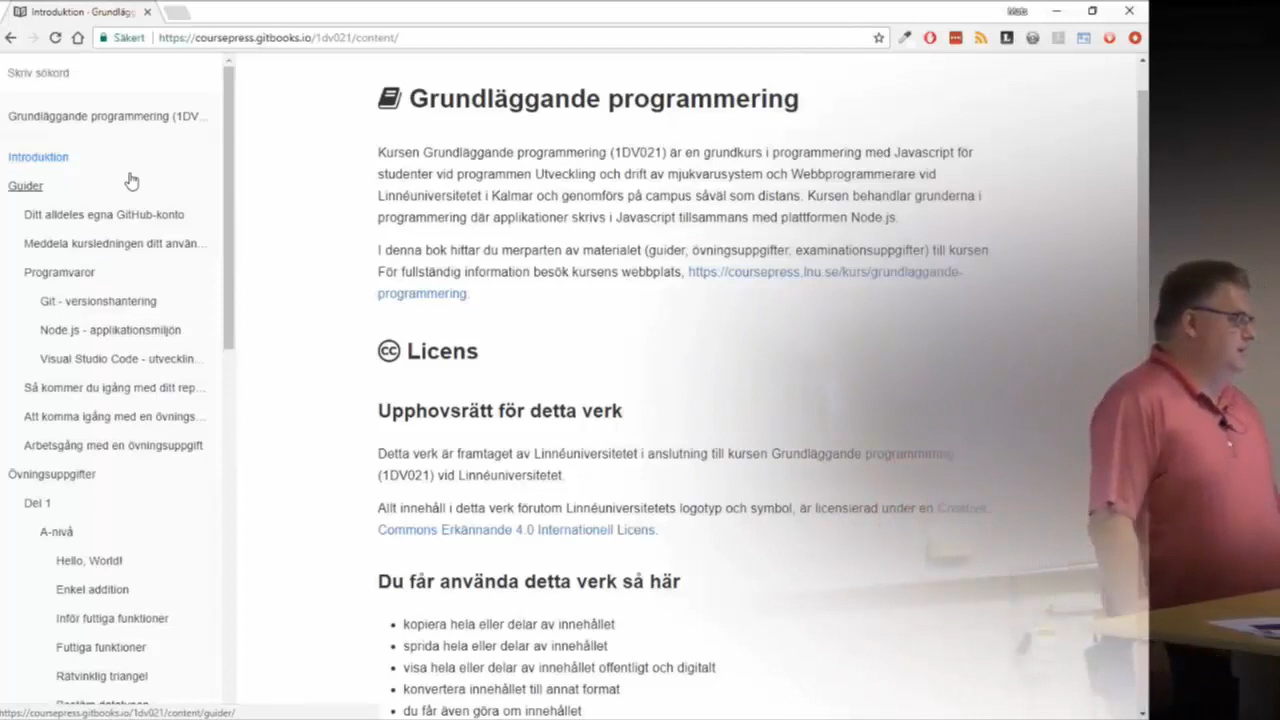 Introduktion - Grundlägg
Mats
Säkert
https://coursepress.gitbooks.io/1dv021/content/
Skriv sökord
Grundläggande programmering (1DV...
Introduktion
Guider
Ditt alldeles egna GitHub-konto
Meddela kursledningen ditt använ...
Programvaror
Git - versionshantering
Node.js - applikationsmiljön
Visual Studio Code - utvecklin...
Så kommer du igång med ditt rep...
Att komma igång med en övnings...
Arbetsgång med en övningsuppgift
Övningsuppgifter
Del 1
A-nivå
Hello, World!
Enkel addition
Inför futtiga funktioner
Futtiga funktioner
Rätvinklig triangel
Bestäm datatypen
https://coursepress.gitbooks.io/1dv021/content/guider/
Grundläggande programmering
Kursen Grundläggande programmering (1DV021) är en grundkurs i programmering med Javascript för
studenter vid programmen Utveckling och drift av mjukvarusystem och Webbprogrammerare vid
Linnéuniversitetet i Kalmar och genomförs på campus såväl som distans. Kursen behandlar grunderna i
programmering där applikationer skrivs i Javascript tillsammans med plattformen Node.js.
I denna bok hittar du merparten av materialet (guider, övningsuppgifter, examinationsuppgifter) till kursen
För fullständig information besök kursens webbplats, https://coursepress.lnu.se/kurs/grundlaggande-
programmering.
Licens
Upphovsrätt för detta verk
Detta verk är framtaget av Linnéuniversitetet i anslutning till kursen Grundläggande programmering
(1DV021) vid Linnéuniversitetet.
Allt innehåll i detta verk förutom Linnéuniversitetets logotyp och symbol, är licensierad under en Creative
Commons Erkännande 4.0 Internationell Licens.
Du får använda detta verk så här
• kopiera hela eller delar av innehållet
• sprida hela eller delar av innehållet
• visa hela eller delar av innehållet offentligt och digitalt
• konvertera innehållet till annat format
• du får även göra om innehållet